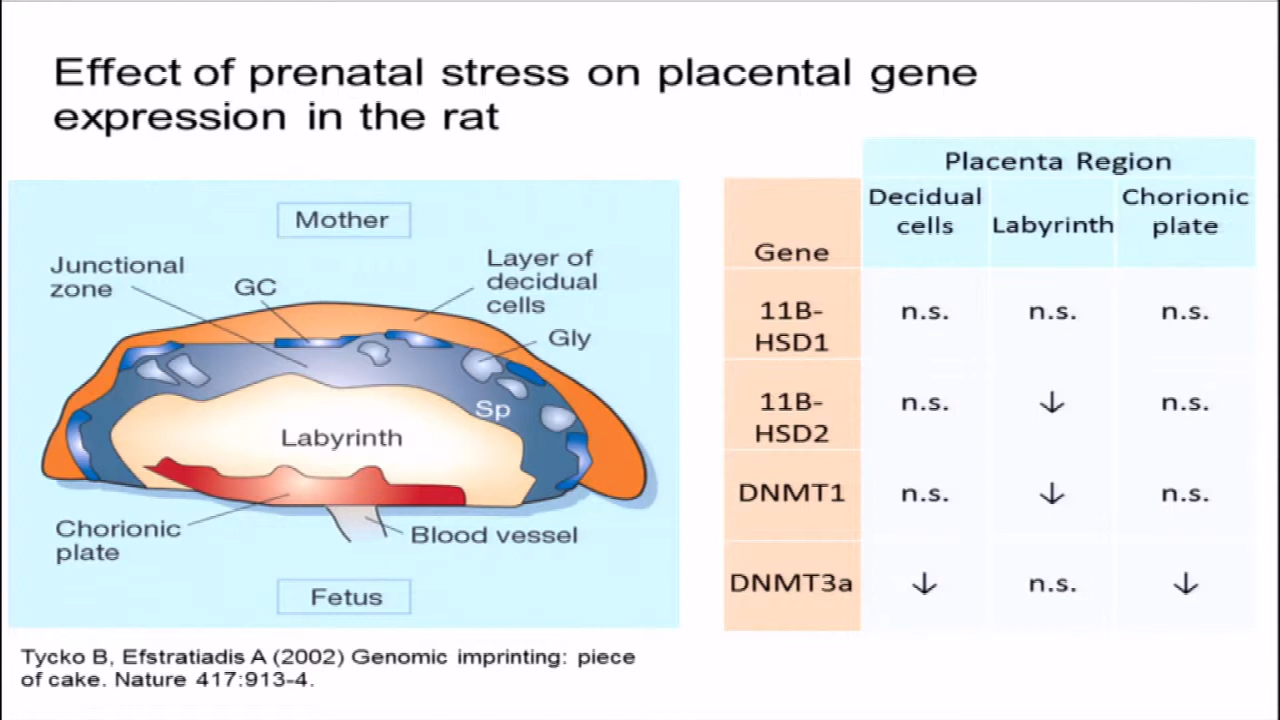 Effect of prenatal stress on placental gene
expression in the rat
Mother
Junctional
zone
GC
Layer of
decidual
cells
Gly
Sp
Labyrinth
Chorionic
plate
Blood vessel
Fetus
Tycko B, Efstratiadis A (2002) Genomic imprinting: piece
of cake. Nature 417:913-4.
Placenta Region
Gene
Decidual
cells
Labyrinth
Chorionic
plate
11B-
HSD1
n.s. n.s. n.s.
11B-
HSD2
n.s. ↓ n.s.
DNMT1 n.s. ↓ n.s.
DNMT3a ↓ n.s. ↓